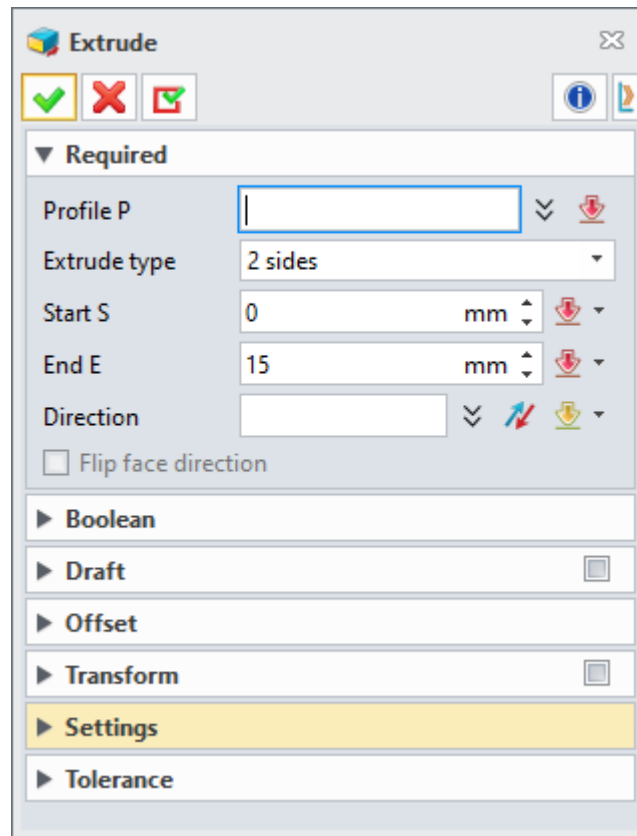 Extrude
Required
Profile P
Extrude type 2 sides
Start S 0 mm
End E 15 mm
Direction
Flip face direction
Boolean
Draft
Offset
Transform
Settings
Tolerance